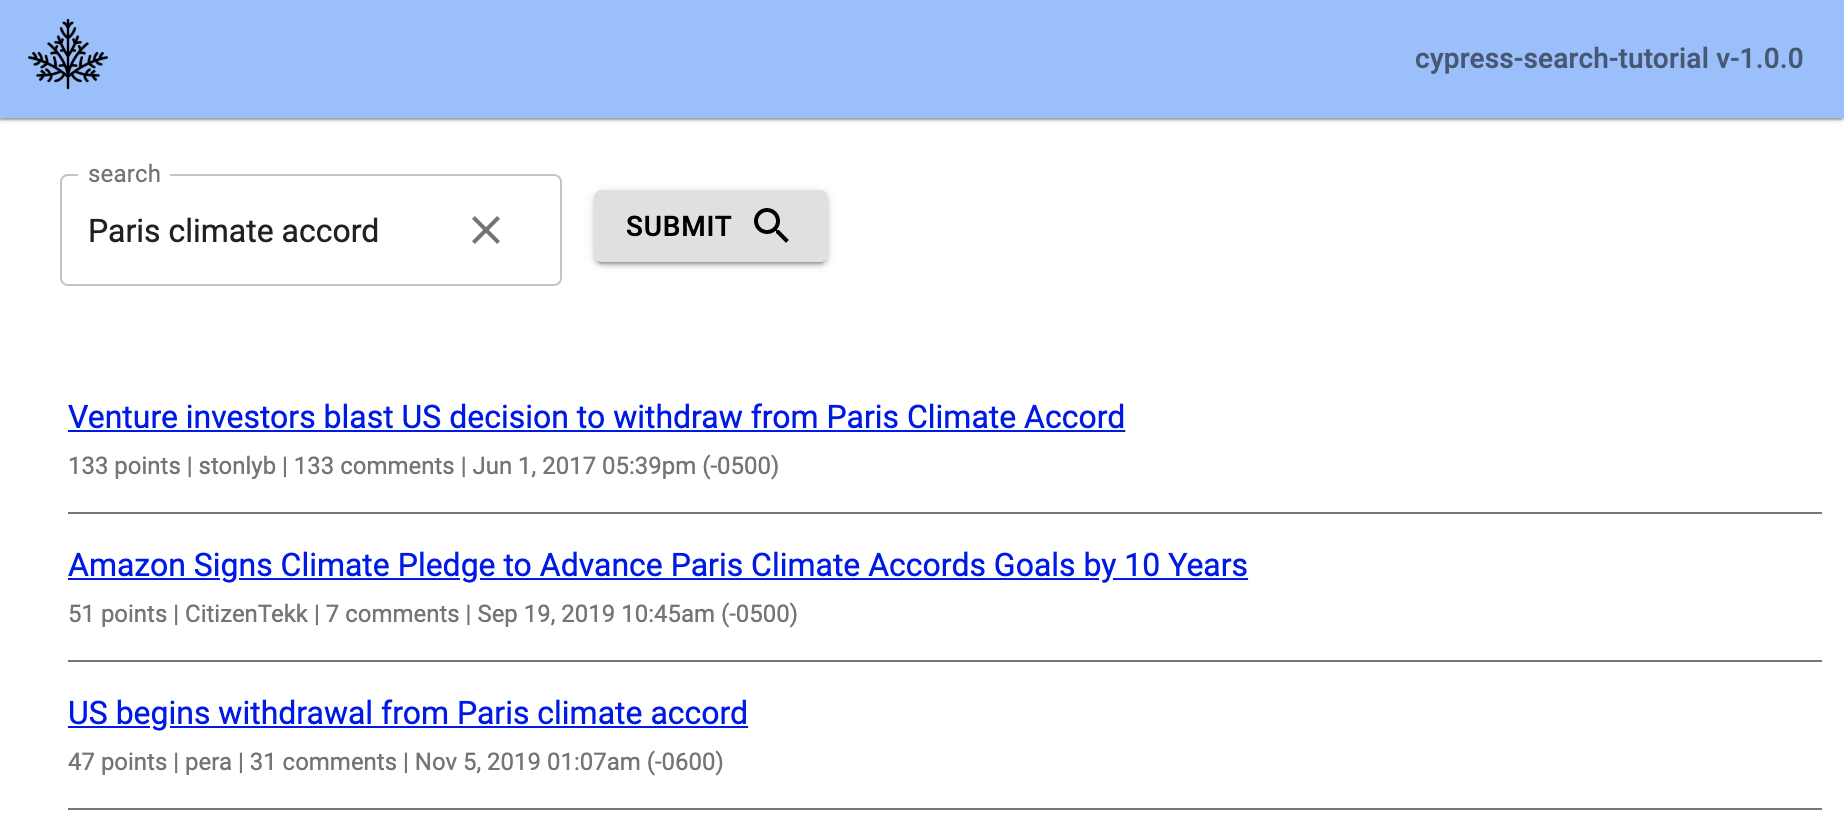 cypress-search-tutorial v-1.0.0
search
Paris climate accord
SUBMIT
Venture investors blast US decision to withdraw from Paris Climate Accord
133 points | stonlyb | 133 comments | Jun 1, 2017 05:39pm (-0500)
Amazon Signs Climate Pledge to Advance Paris Climate Accords Goals by 10 Years
51 points | CitizenTekk | 7 comments | Sep 19, 2019 10:45am (-0500)
US begins withdrawal from Paris climate accord
47 points | pera | 31 comments | Nov 5, 2019 01:07am (-0600)